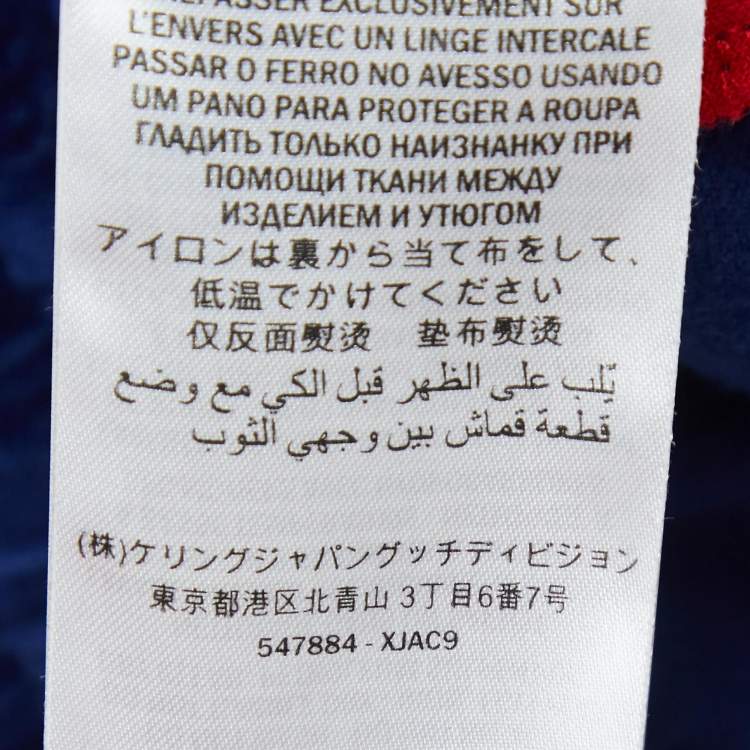 REPASSER EXCLUSIVEMENT SUR
L'ENVERS AVEC UN LINGE INTERCALE
PASSAR O FERRO NO AVESSO USANDO
UM PANO PARA PROTEGER A ROUPA
ГЛАДИТЬ ТОЛЬКО НАИЗНАНКУ ПРИ
ПОМОЩИ ТКАНИ МЕЖДУ
ИЗДЕЛИЕМ И УТЮГОМ
アイロンは裏から当て布をして、
低温でかけてください
仅反面熨烫 垫布熨烫
يّلب على الظهر قبل الكي مع وضع
قطعة قماش بين وجهي الثوب
(株)ケリングジャパングッチディビジョン
東京都港区北青山 3丁目6番7号
547884 - XJAC9